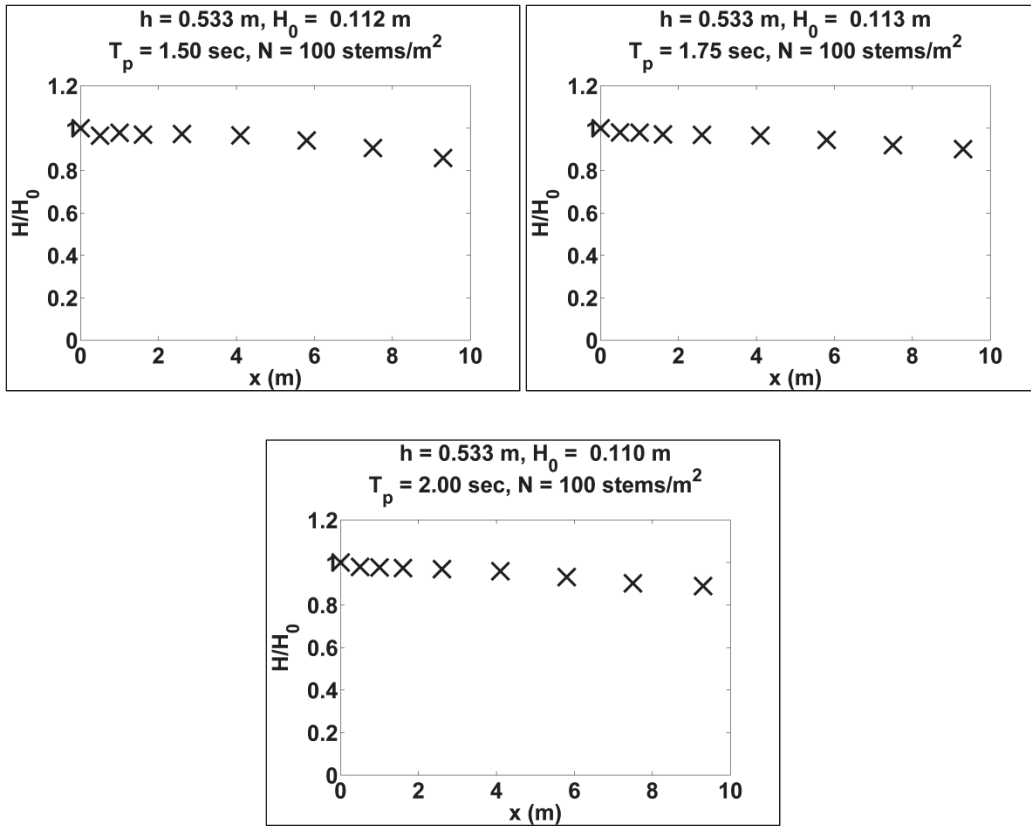 h = 0.533 m, H₀ = 0.112 m
T_p = 1.50 sec, N = 100 stems/m²
1.2
1
0.8
0.6
0.4
0.2
0
H/H₀
0 2 4 6 8 10
x (m)
h = 0.533 m, H₀ = 0.113 m
T_p = 1.75 sec, N = 100 stems/m²
1.2
1
0.8
0.6
0.4
0.2
0
H/H₀
0 2 4 6 8 10
x (m)
h = 0.533 m, H₀ = 0.110 m
T_p = 2.00 sec, N = 100 stems/m²
1.2
1
0.8
0.6
0.4
0.2
0
H/H₀
0 2 4 6 8 10
x (m)